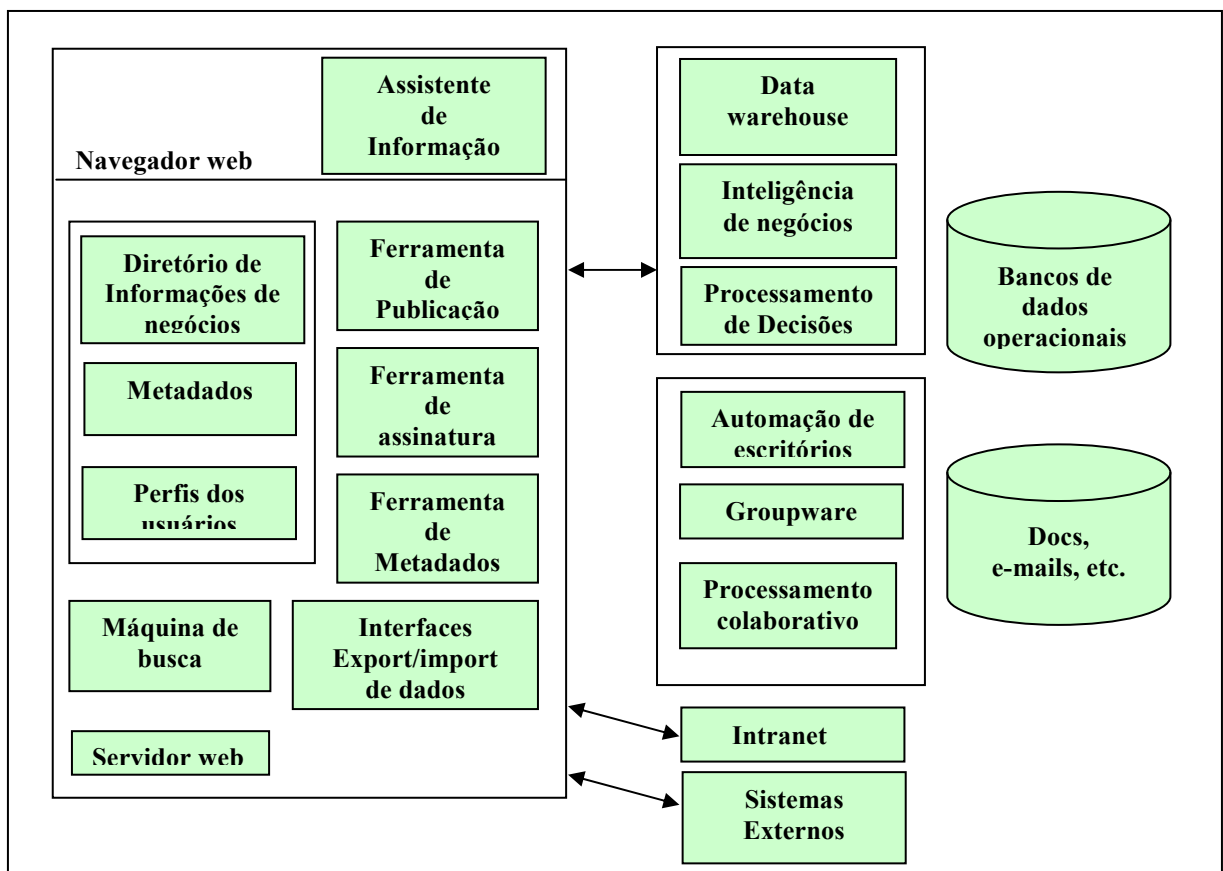 Assistente
de
Informação
Navegador web
Diretório de
Informações de
negócios
Metadados
Perfis dos
usuários
Ferramenta
de
Publicação
Ferramenta
de
assinatura
Ferramenta
de
Metadados
Máquina de
busca
Interfaces
Export/import
de dados
Servidor web
Data
warehouse
Inteligência
de negócios
Processamento
de Decisões
Automação de
escritórios
Groupware
Processamento
colaborativo
Intranet
Sistemas
Externos
Bancos de
dados
operacionais
Docs,
e-mails, etc.